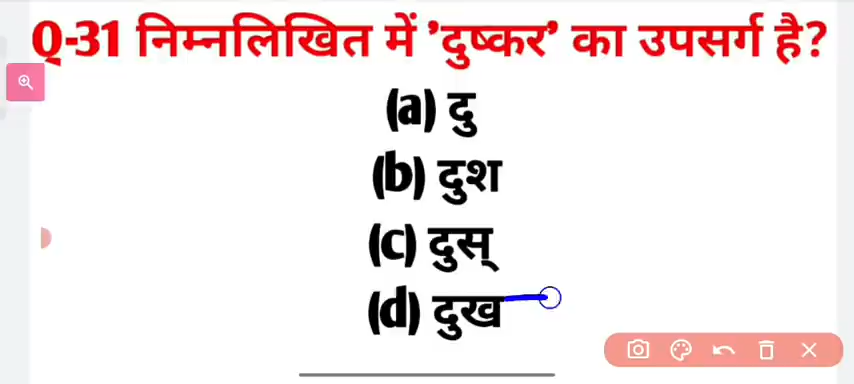 Q-31 निम्नलिखित में ’दुष्कर’ का उपसर्ग है?
(a) दु
(b) दुश
(c) दुस्
(d) दुख